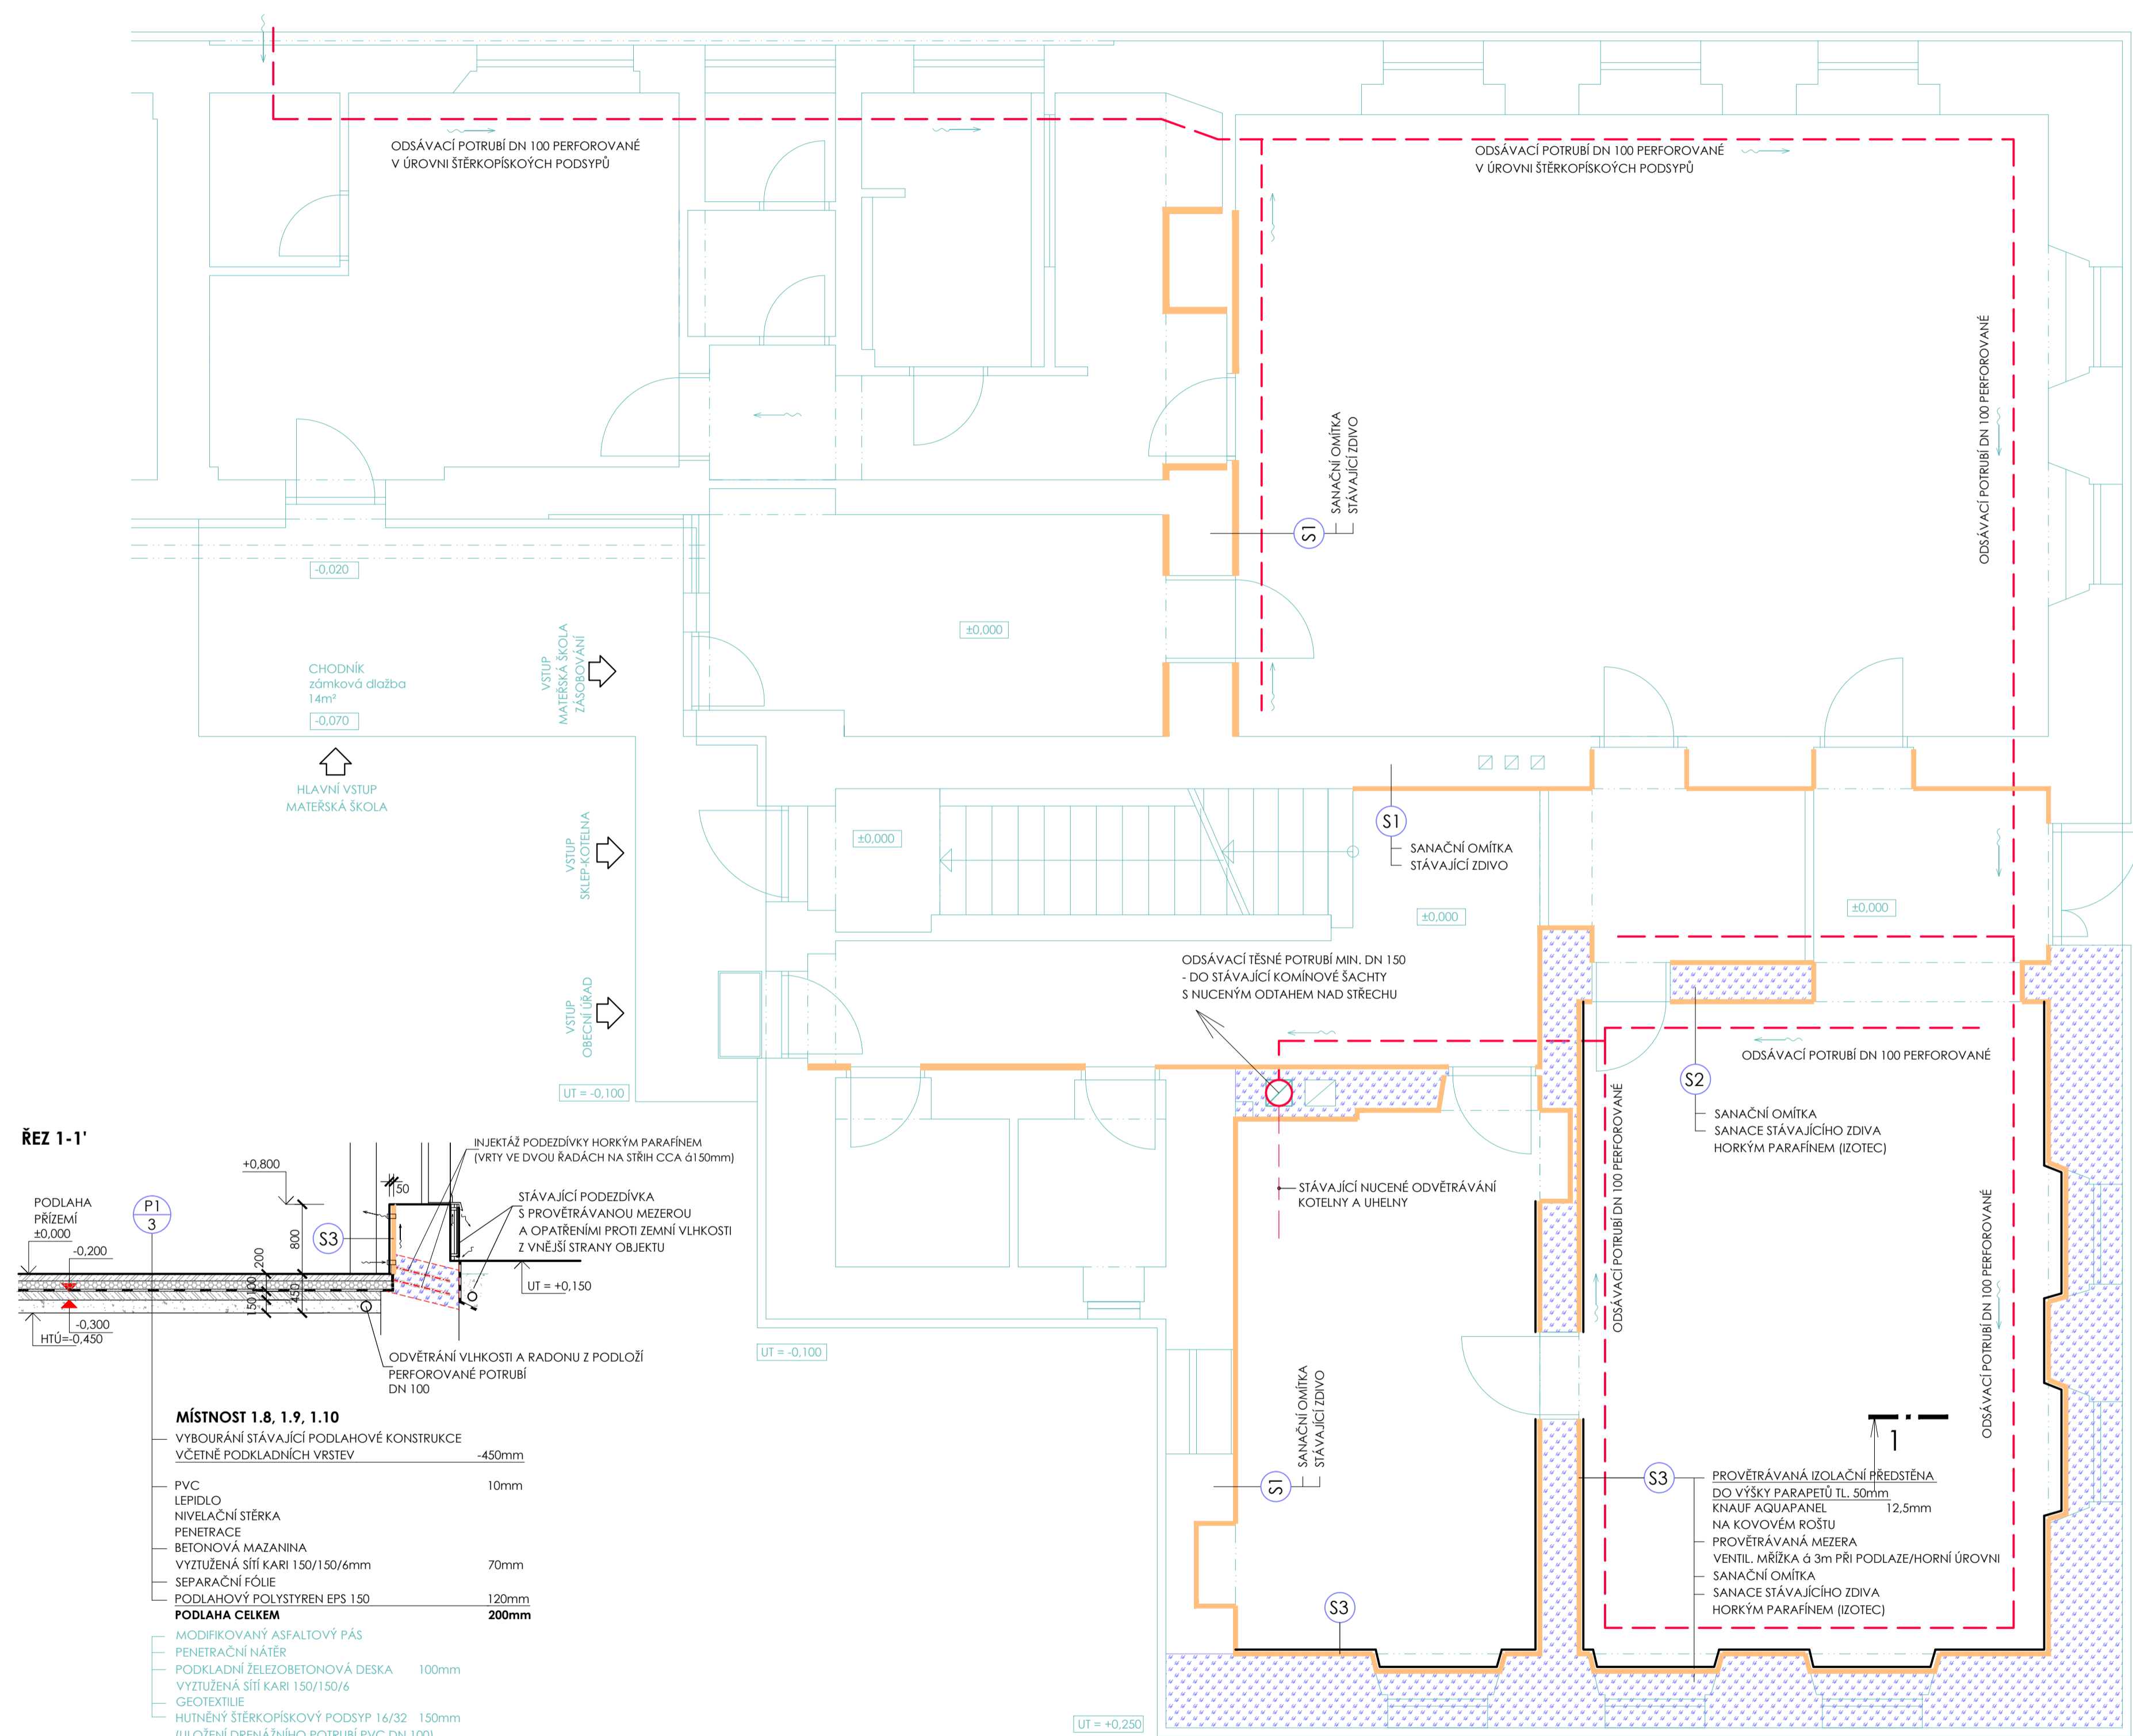 ODSÁVACÍ POTRUBÍ DN 100 PERFOROVANÉ
V ÚROVNI ŠTĚRKOPÍSKOÝCH PODSYPŮ
ODSÁVACÍ POTRUBÍ DN 100 PERFOROVANÉ
V ÚROVNI ŠTĚRKOPÍSKOÝCH PODSYPŮ
ODSÁVACÍ POTRUBÍ DN 100 PERFOROVANÉ
S1
SANAČNÍ OMÍTKA
STÁVAJÍCÍ ZDIVO
-0,020
±0,000
CHODNÍK
zámková dlažba
14m²
-0,070
VSTUP
MATEŘSKÁ ŠKOLA
ZÁSOBOVÁNÍ
HLAVNÍ VSTUP
MATEŘSKÁ ŠKOLA
VSTUP
SKLEP-KOTELNA
±0,000
S1
SANAČNÍ OMÍTKA
STÁVAJÍCÍ ZDIVO
±0,000
±0,000
VSTUP
OBECNÍ ÚŘAD
ODSÁVACÍ TĚSNÉ POTRUBÍ MIN. DN 150
- DO STÁVAJÍCÍ KOMÍNOVÉ ŠACHTY
S NUCENÝM ODTAHEM NAD STŘECHU
ODSÁVACÍ POTRUBÍ DN 100 PERFOROVANÉ
UT = -0,100
S2
SANAČNÍ OMÍTKA
SANACE STÁVAJÍCÍHO ZDIVA
HORKÝM PARAFÍNEM (IZOTEC)
ODSÁVACÍ POTRUBÍ DN 100 PERFOROVANÉ
STÁVAJÍCÍ NUCENÉ ODVĚTRÁVÁNÍ
KOTELNY A UHELNY
ODSÁVACÍ POTRUBÍ DN 100 PERFOROVANÉ
ŘEZ 1-1'
INJEKTÁŽ PODEZDÍVKY HORKÝM PARAFÍNEM
(VRTY VE DVOU ŘADÁCH NA STŘIH CCA á150mm)
+0,800
50
PODLAHA
PŘÍZEMÍ
±0,000
P1
3
STÁVAJÍCÍ PODEZDÍVKA
S PROVĚTRÁVANOU MEZEROU
A OPATŘENÍMI PROTI ZEMNÍ VLHKOSTI
Z VNĚJŠÍ STRANY OBJEKTU
S3
800
200
-0,200
100
450
150
UT = +0,150
-0,300
HTÚ=-0,450
ODVĚTRÁNÍ VLHKOSTI A RADONU Z PODLOŽÍ
PERFOROVANÉ POTRUBÍ
DN 100
UT = -0,100
MÍSTNOST 1.8, 1.9, 1.10
VYBOURÁNÍ STÁVAJÍCÍ PODLAHOVÉ KONSTRUKCE
VČETNĚ PODKLADNÍCH VRSTEV -450mm
PVC 10mm
LEPIDLO
NIVELAČNÍ STĚRKA
PENETRACE
BETONOVÁ MAZANINA
VYZTUŽENÁ SÍTÍ KARI 150/150/6mm 70mm
SEPARAČNÍ FÓLIE
PODLAHOVÝ POLYSTYREN EPS 150 120mm
PODLAHA CELKEM 200mm
MODIFIKOVANÝ ASFALTOVÝ PÁS
PENETRAČNÍ NÁTĚR
PODKLADNÍ ŽELEZOBETONOVÁ DESKA 100mm
VYZTUŽENÁ SÍTÍ KARI 150/150/6
GEOTEXTILIE
HUTNĚNÝ ŠTĚRKOPÍSKOVÝ PODSYP 16/32 150mm
(ULOŽENÍ DRENÁŽNÍHO POTRUBÍ PVC DN 100)
S1
SANAČNÍ OMÍTKA
STÁVAJÍCÍ ZDIVO
1
S3
PROVĚTRÁVANÁ IZOLAČNÍ PŘEDSTĚNA
DO VÝŠKY PARAPETŮ TL. 50mm
KNAUF AQUAPANEL 12,5mm
NA KOVOVÉM ROŠTU
PROVĚTRÁVANÁ MEZERA
VENTIL. MŘÍŽKA á 3m PŘI PODLAZE/HORNÍ ÚROVNI
SANAČNÍ OMÍTKA
SANACE STÁVAJÍCÍHO ZDIVA
HORKÝM PARAFÍNEM (IZOTEC)
S3
UT = +0,250